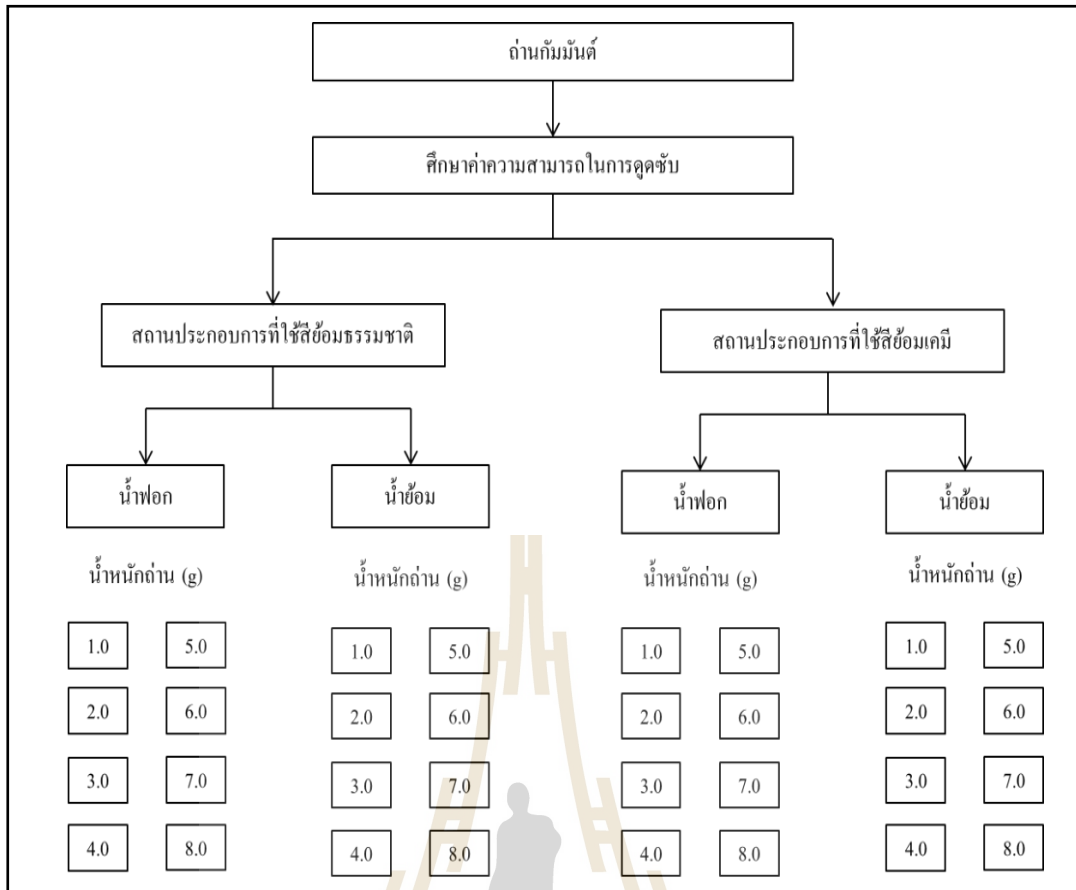 ถ่านกัมมันต์
ศึกษาค่าความสามารถในการดูดซับ
สถานประกอบการที่ใช้สีย้อมธรรมชาติ
สถานประกอบการที่ใช้สีย้อมเคมี
น้ำฟอก
น้ำย้อม
น้ำฟอก
น้ำย้อม
น้ำหนักถ่าน (g)
น้ำหนักถ่าน (g)
น้ำหนักถ่าน (g)
น้ำหนักถ่าน (g)
1.0 5.0 1.0 5.0 1.0 5.0 1.0 5.0
2.0 6.0 2.0 6.0 2.0 6.0 2.0 6.0
3.0 7.0 3.0 7.0 3.0 7.0 3.0 7.0
4.0 8.0 4.0 8.0 4.0 8.0 4.0 8.0